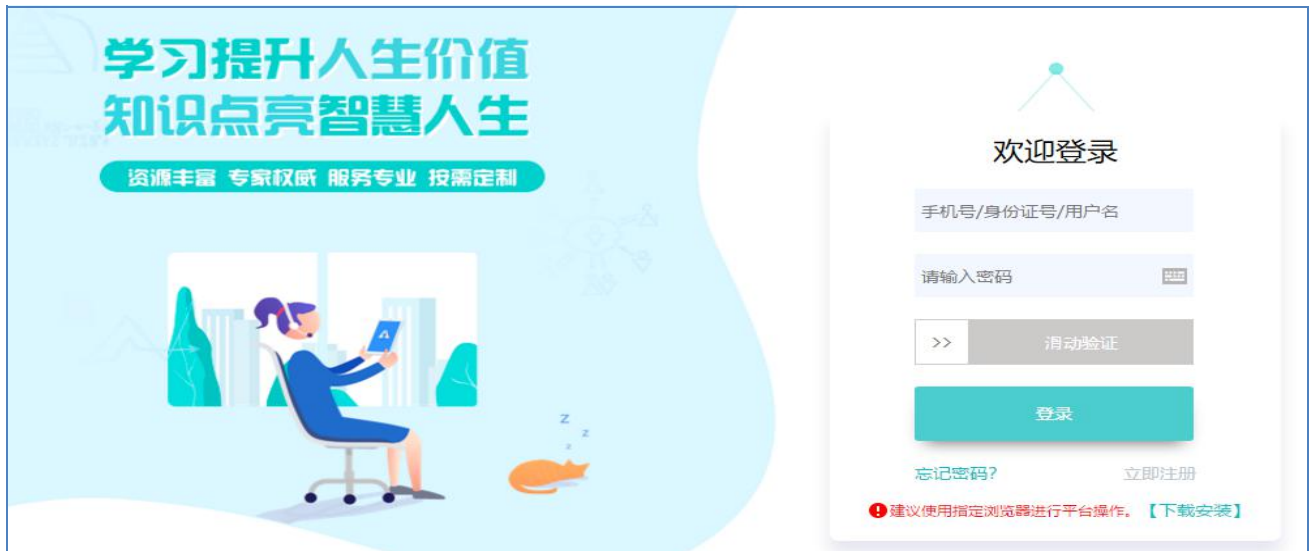 学习提升人生价值
知识点亮智慧人生
资源丰富 专家权威 服务专业 按需定制
欢迎登录
手机号/身份证号/用户名
请输入密码
>> 滑动验证
登录
忘记密码? 立即注册
建议使用指定浏览器进行平台操作。【下载安装】
z
z
z